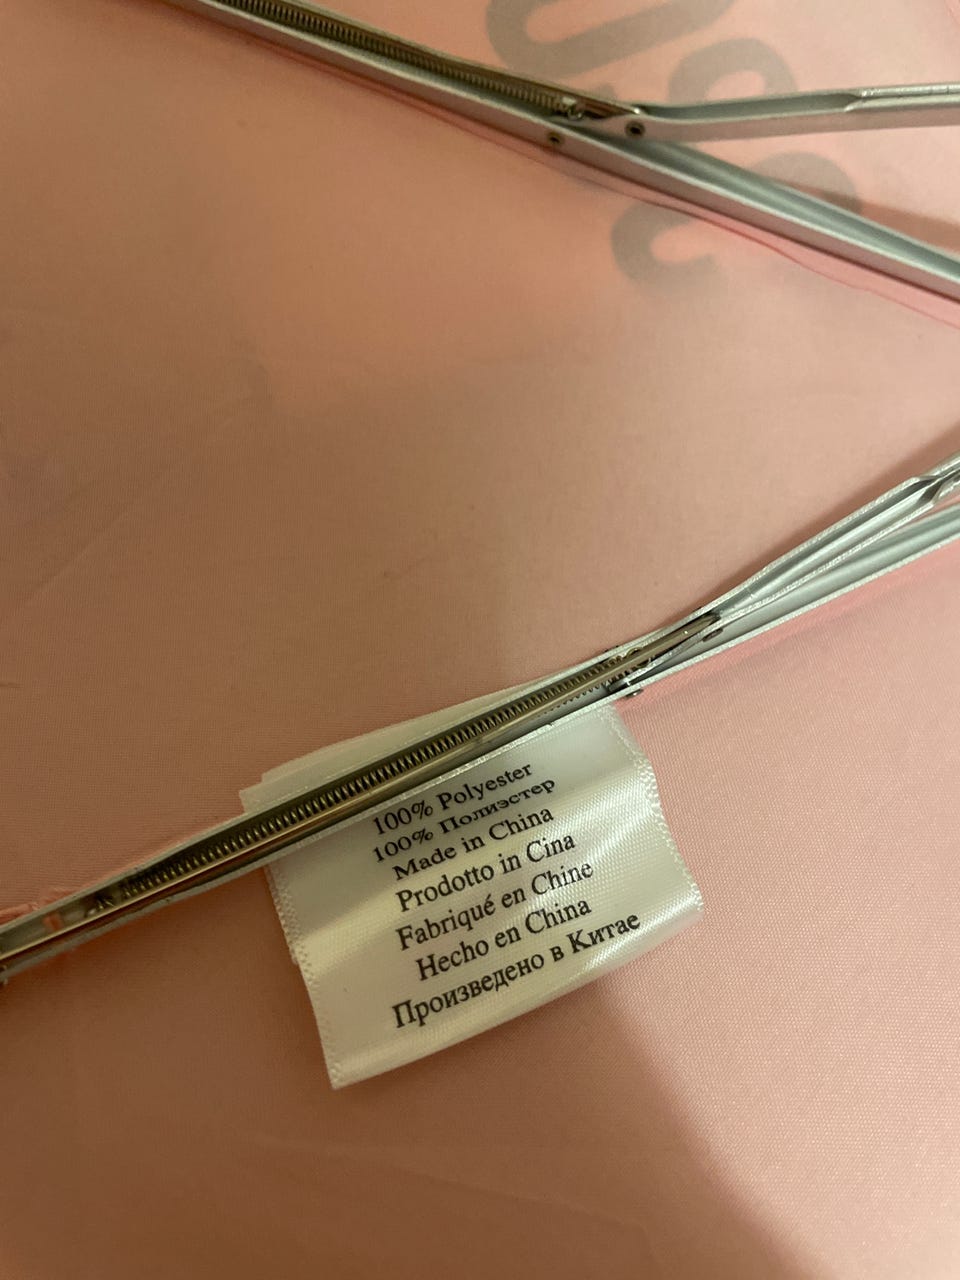 100% Polyester
100% Полиэстер
Made in China
Prodotto in Cina
Fabriqué en Chine
Hecho en China
Произведено в Китае